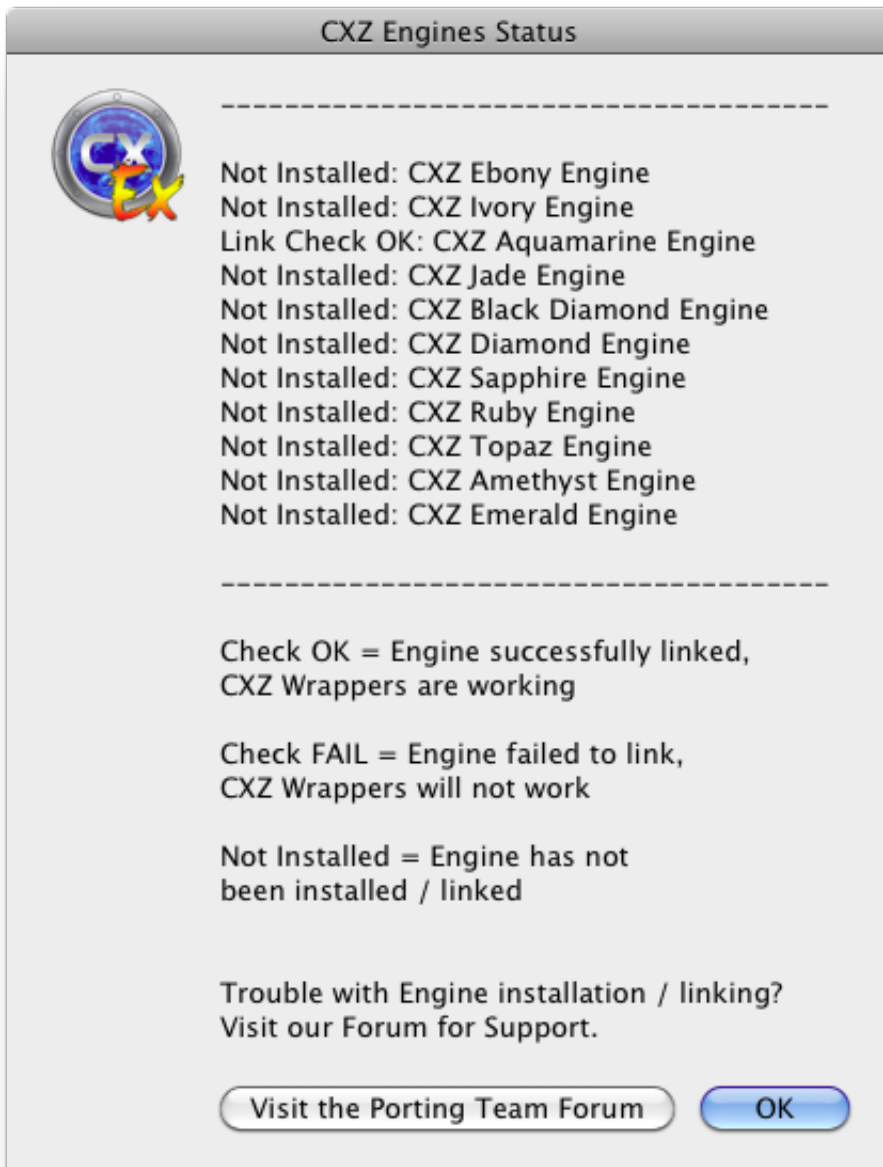 CXZ Engines Status
CX
Ex
---------------------------------------
Not Installed: CXZ Ebony Engine
Not Installed: CXZ Ivory Engine
Link Check OK: CXZ Aquamarine Engine
Not Installed: CXZ Jade Engine
Not Installed: CXZ Black Diamond Engine
Not Installed: CXZ Diamond Engine
Not Installed: CXZ Sapphire Engine
Not Installed: CXZ Ruby Engine
Not Installed: CXZ Topaz Engine
Not Installed: CXZ Amethyst Engine
Not Installed: CXZ Emerald Engine
---------------------------------------
Check OK = Engine successfully linked,
CXZ Wrappers are working
Check FAIL = Engine failed to link,
CXZ Wrappers will not work
Not Installed = Engine has not
been installed / linked
Trouble with Engine installation / linking?
Visit our Forum for Support.
Visit the Porting Team Forum
OK